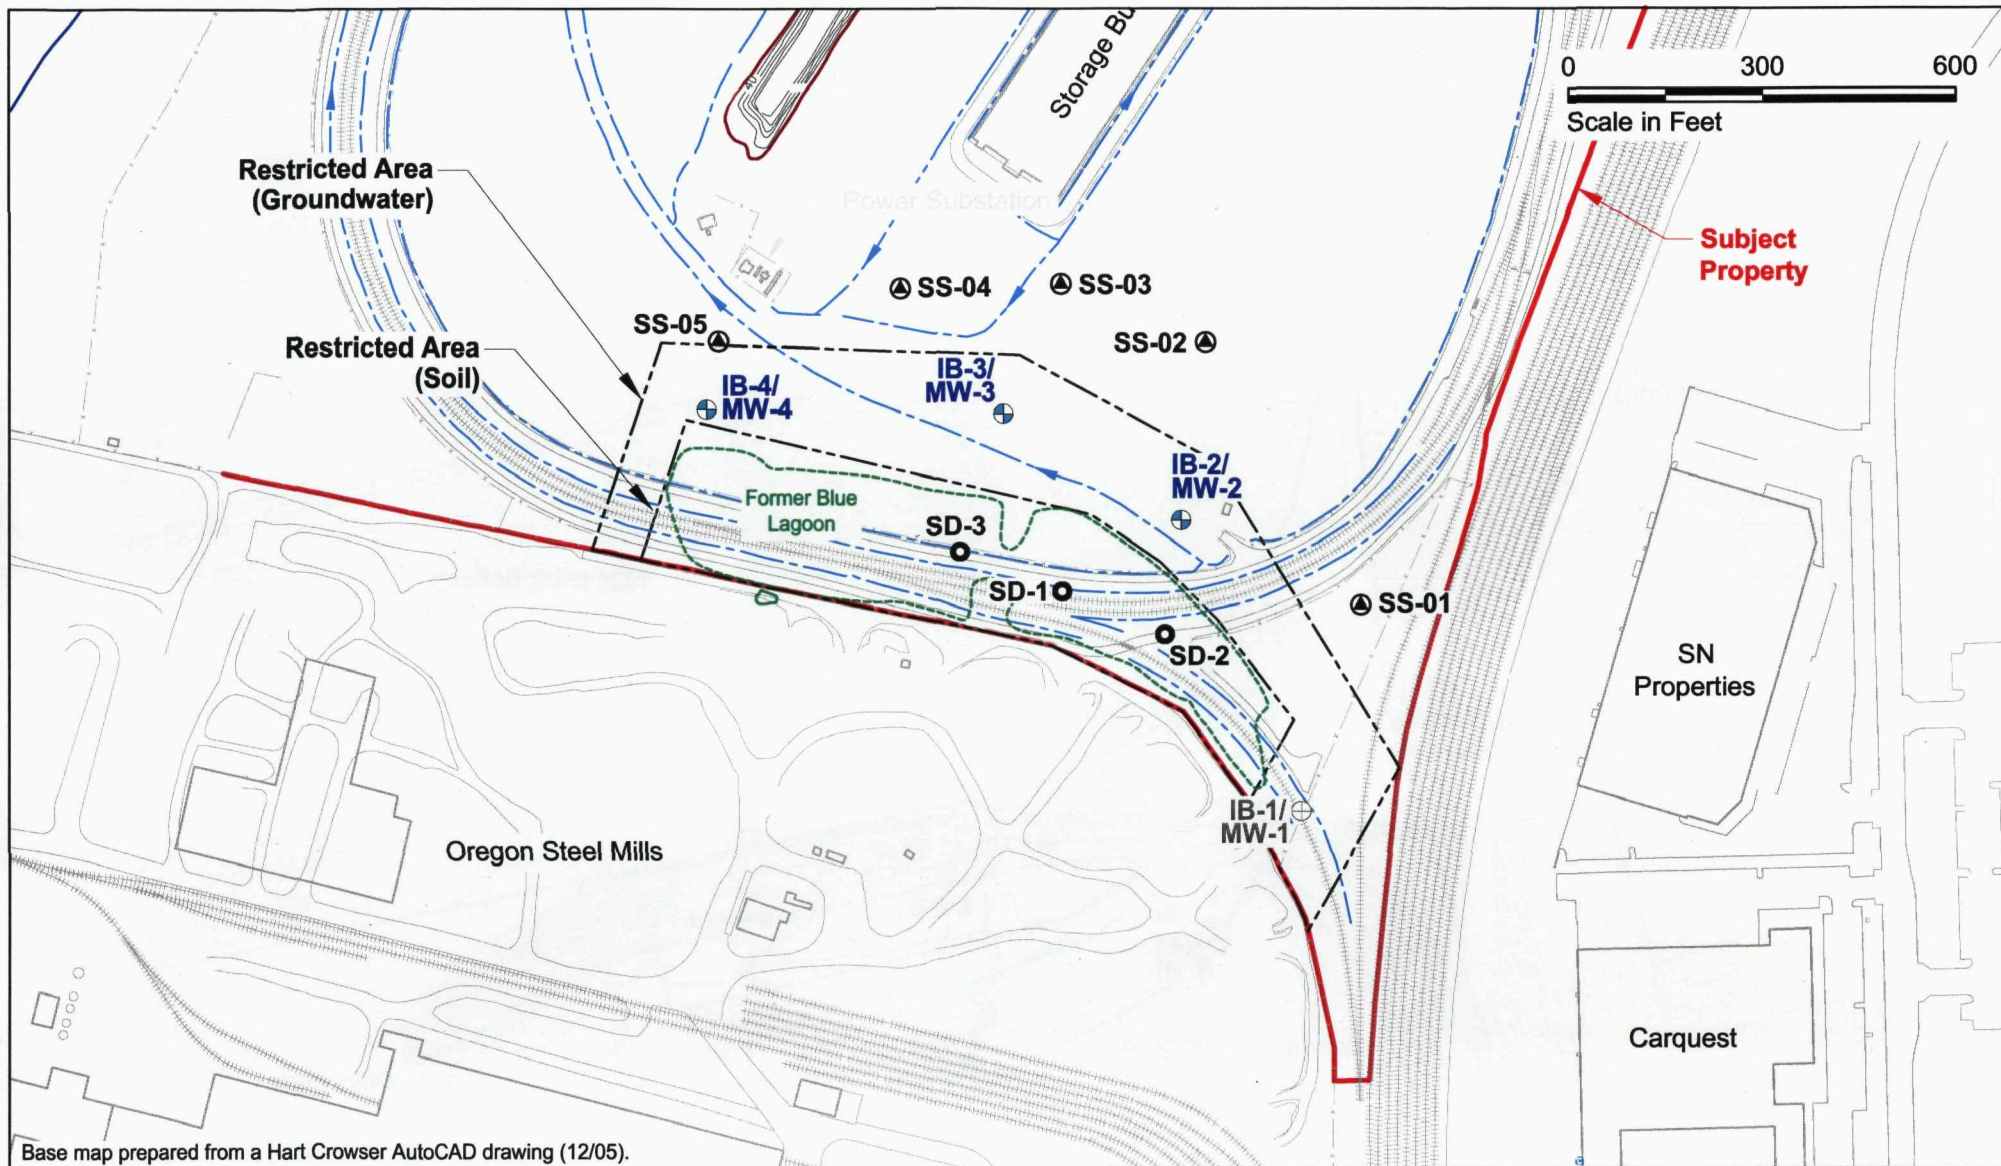 Storage Bu
40
0 300 600
Scale in Feet
Restricted Area
(Groundwater)
Power Substation
Subject
Property
SS-04
SS-03
SS-05
SS-02
Restricted Area
(Soil)
IB-3/
MW-3
IB-4/
MW-4
IB-2/
MW-2
Former Blue
Lagoon
SD-3
SD-1
SS-01
SD-2
SN
Properties
IB-1/
MW-1
Oregon Steel Mills
Carquest
Base map prepared from a Hart Crowser AutoCAD drawing (12/05).